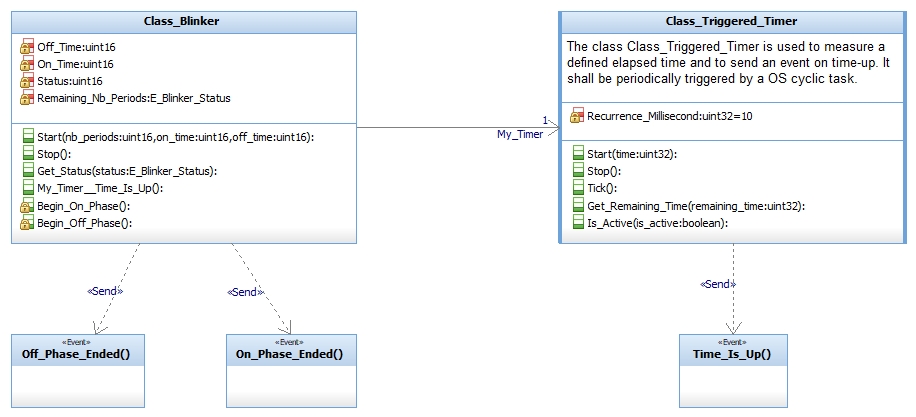 Class_Blinker
Off_Time:uint16
On_Time:uint16
Status:uint16
Remaining_Nb_Periods:E_Blinker_Status
Start(nb_periods:uint16,on_time:uint16,off_time:uint16):
Stop():
Get_Status(status:E_Blinker_Status):
My_Timer__Time_Is_Up():
Begin_On_Phase():
Begin_Off_Phase():
1
My_Timer
Class_Triggered_Timer
The class Class_Triggered_Timer is used to measure a
defined elapsed time and to send an event on time-up. It
shall be periodically triggered by a OS cyclic task.
Recurrence_Millisecond:uint32=10
Start(time:uint32):
Stop():
Tick():
Get_Remaining_Time(remaining_time:uint32):
Is_Active(is_active:boolean):
«Send»
«Send»
«Send»
«Event»
Off_Phase_Ended()
«Event»
On_Phase_Ended()
«Event»
Time_Is_Up()